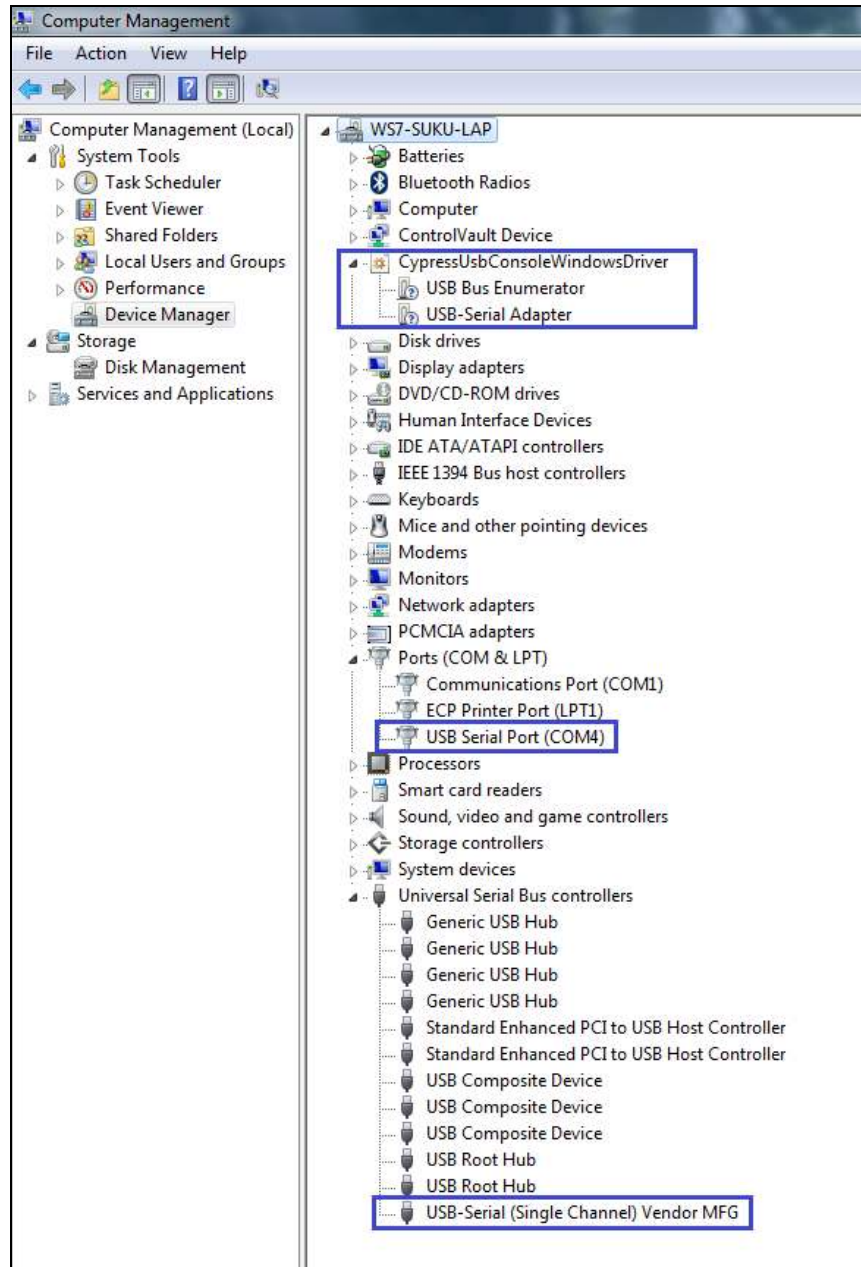 Computer Management
File Action View Help
Computer Management (Local)
System Tools
Task Scheduler
Event Viewer
Shared Folders
Local Users and Groups
Performance
Device Manager
Storage
Disk Management
Services and Applications
WS7-SUKU-LAP
Batteries
Bluetooth Radios
Computer
ControlVault Device
CypressUsbConsoleWindowsDriver
USB Bus Enumerator
USB-Serial Adapter
Disk drives
Display adapters
DVD/CD-ROM drives
Human Interface Devices
IDE ATA/ATAPI controllers
IEEE 1394 Bus host controllers
Keyboards
Mice and other pointing devices
Modems
Monitors
Network adapters
PCMCIA adapters
Ports (COM & LPT)
Communications Port (COM1)
ECP Printer Port (LPT1)
USB Serial Port (COM4)
Processors
Smart card readers
Sound, video and game controllers
Storage controllers
System devices
Universal Serial Bus controllers
Generic USB Hub
Generic USB Hub
Generic USB Hub
Generic USB Hub
Standard Enhanced PCI to USB Host Controller
Standard Enhanced PCI to USB Host Controller
USB Composite Device
USB Composite Device
USB Composite Device
USB Root Hub
USB Root Hub
USB-Serial (Single Channel) Vendor MFG